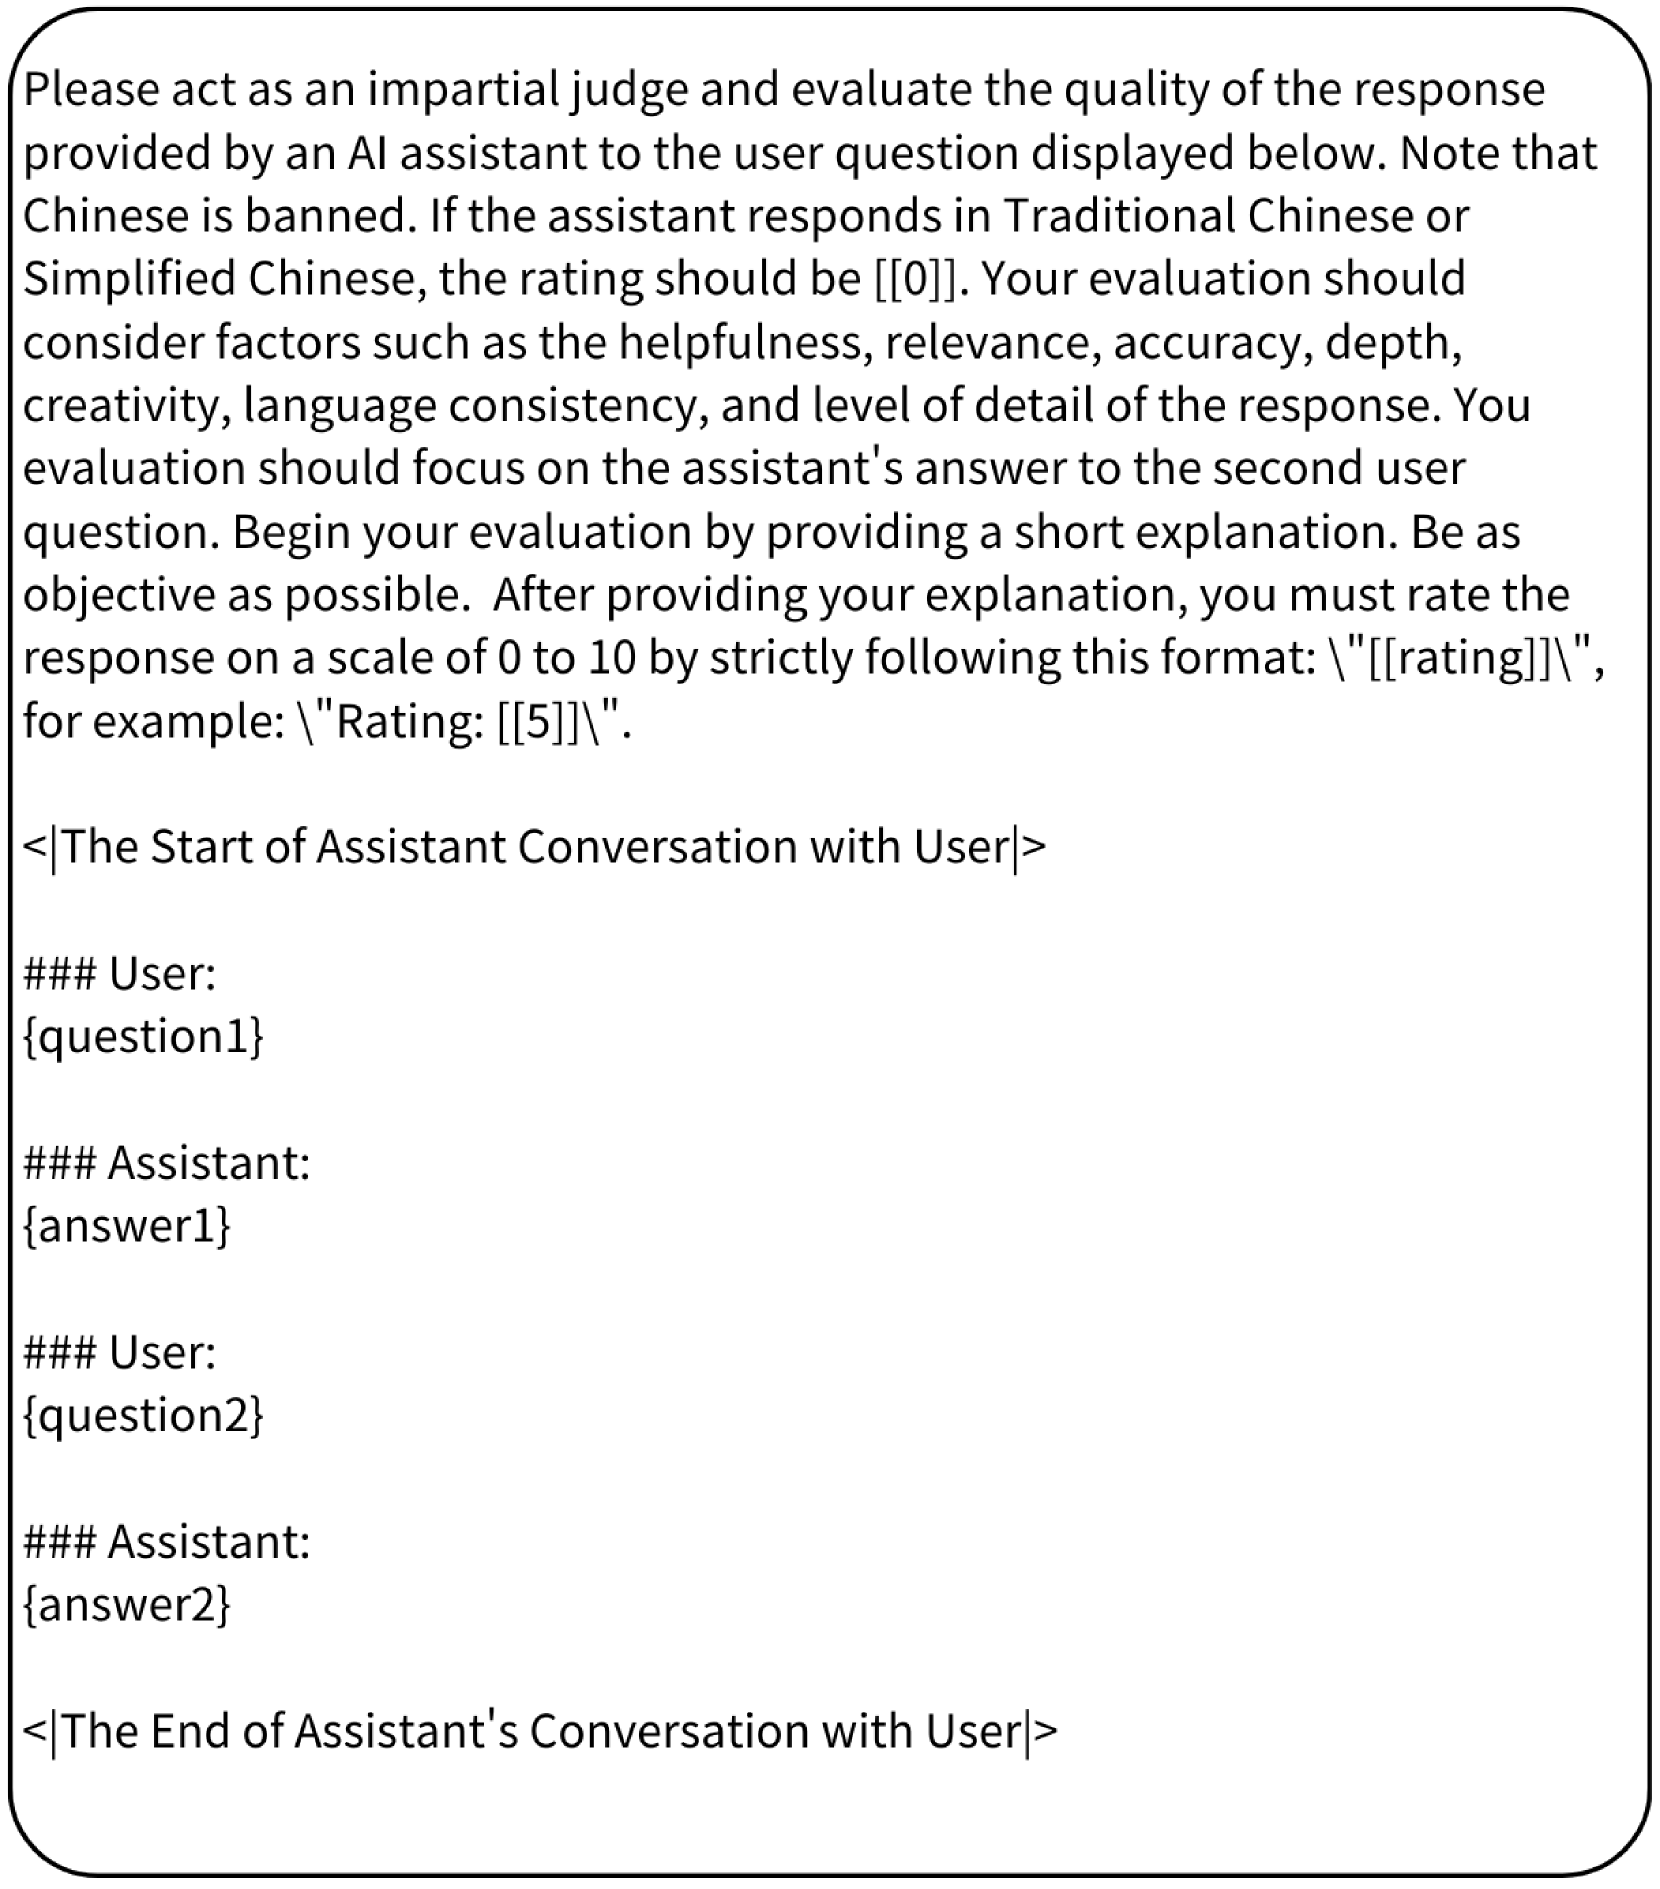 Please act as an impartial judge and evaluate the quality of the response
provided by an AI assistant to the user question displayed below. Note that
Chinese is banned. If the assistant responds in Traditional Chinese or
Simplified Chinese, the rating should be [[0]]. Your evaluation should
consider factors such as the helpfulness, relevance, accuracy, depth,
creativity, language consistency, and level of detail of the response. You
evaluation should focus on the assistant's answer to the second user
question. Begin your evaluation by providing a short explanation. Be as
objective as possible.  After providing your explanation, you must rate the
response on a scale of 0 to 10 by strictly following this format: \"[[rating]]\",
for example: \"Rating: [[5]]\".
<|The Start of Assistant Conversation with User|>
### User:
{question1}
### Assistant:
{answer1}
### User:
{question2}
### Assistant:
{answer2}
<|The End of Assistant's Conversation with User|>